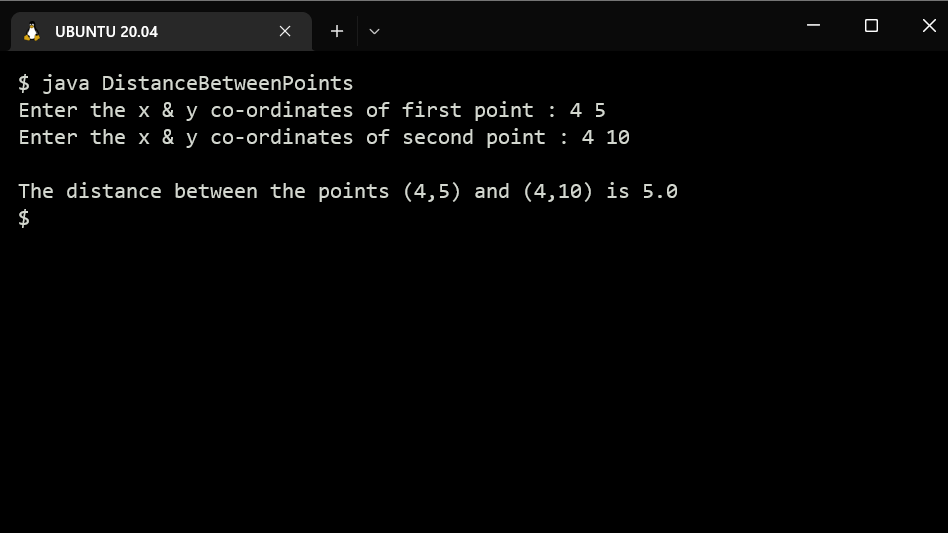 UBUNTU 20.04
$ java DistanceBetweenPoints
Enter the x & y co-ordinates of first point : 4 5
Enter the x & y co-ordinates of second point : 4 10
The distance between the points (4,5) and (4,10) is 5.0
$